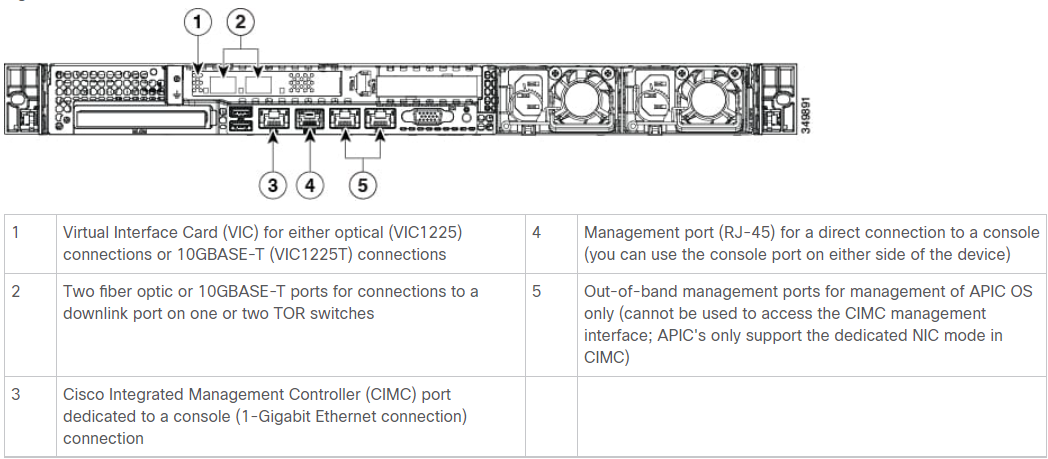 1 2
349891
3 4 5
1
Virtual Interface Card (VIC) for either optical (VIC1225)
connections or 10GBASE-T (VIC1225T) connections
4
Management port (RJ-45) for a direct connection to a console
(you can use the console port on either side of the device)
2
Two fiber optic or 10GBASE-T ports for connections to a
downlink port on one or two TOR switches
5
Out-of-band management ports for management of APIC OS
only (cannot be used to access the CIMC management
interface; APIC's only support the dedicated NIC mode in
CIMC)
3
Cisco Integrated Management Controller (CIMC) port
dedicated to a console (1-Gigabit Ethernet connection)
connection